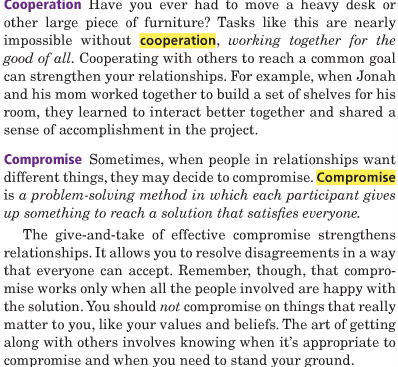 Cooperation Have you ever had to move a heavy desk or
other large piece of furniture? Tasks like this are nearly
impossible without cooperation, working together for the
good of all. Cooperating with others to reach a common goal
can strengthen your relationships. For example, when Jonah
and his mom worked together to build a set of shelves for his
room, they learned to interact better together and shared a
sense of accomplishment in the project.
Compromise Sometimes, when people in relationships want
different things, they may decide to compromise. Compromise
is a problem-solving method in which each participant gives
up something to reach a solution that satisfies everyone.
The give-and-take of effective compromise strengthens
relationships. It allows you to resolve disagreements in a way
that everyone can accept. Remember, though, that compro-
mise works only when all the people involved are happy with
the solution. You should not compromise on things that really
matter to you, like your values and beliefs. The art of getting
along with others involves knowing when it's appropriate to
compromise and when you need to stand your ground.